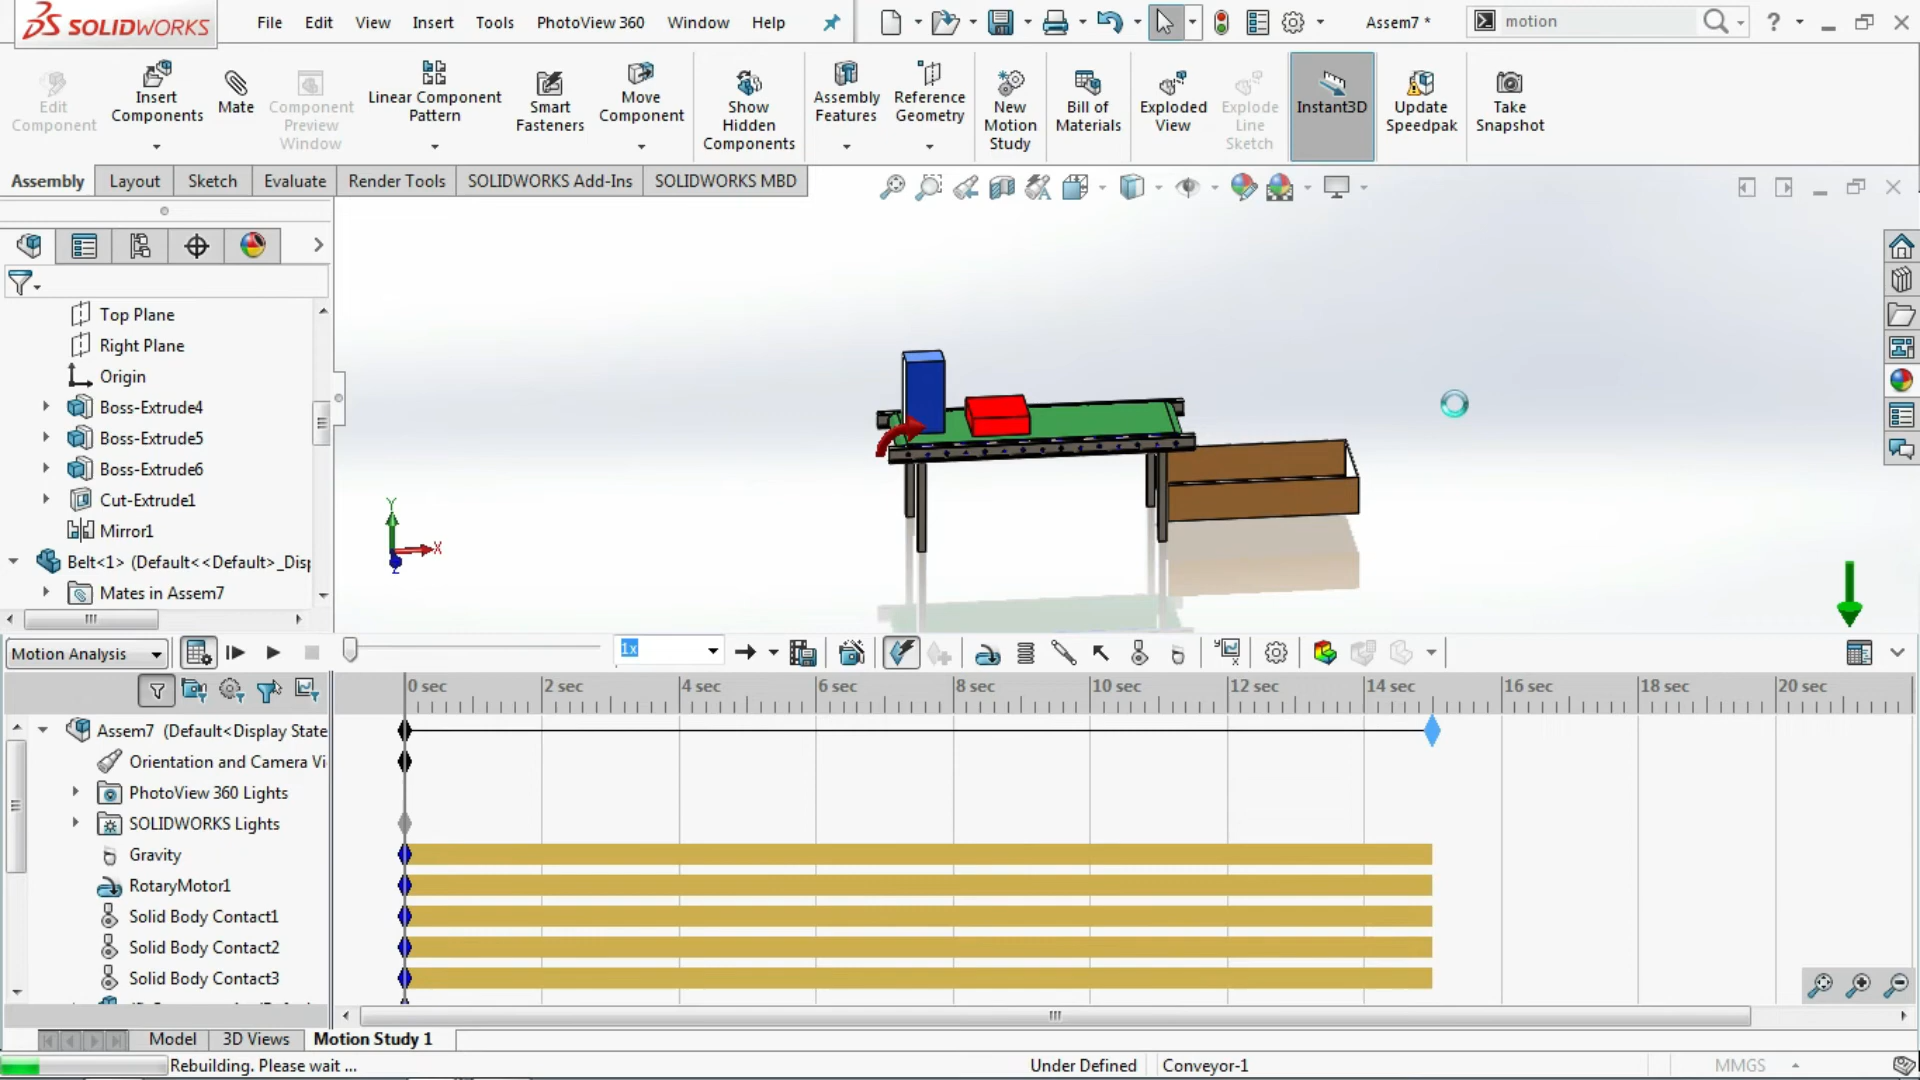 SOLIDWORKS File Edit View Insert Tools PhotoView 360 Window Help Assem7 * motion ?
Edit Component
Insert Components
Mate
Component Preview Window
Linear Component Pattern
Smart Fasteners
Move Component
Show Hidden Components
Assembly Features
Reference Geometry
New Motion Study
Bill of Materials
Exploded View
Explode Line Sketch
Instant3D
Update Speedpak
Take Snapshot
Assembly Layout Sketch Evaluate Render Tools SOLIDWORKS Add-Ins SOLIDWORKS MBD
Top Plane
Right Plane
Origin
Boss-Extrude4
Boss-Extrude5
Boss-Extrude6
Cut-Extrude1
Mirror1
Belt<1> (Default<<Default>_Disp
Mates in Assem7
Y
X
Z
Motion Analysis 1x
0 sec 2 sec 4 sec 6 sec 8 sec 10 sec 12 sec 14 sec 16 sec 18 sec 20 sec
Assem7 (Default<Display State
Orientation and Camera Vi
PhotoView 360 Lights
SOLIDWORKS Lights
Gravity
RotaryMotor1
Solid Body Contact1
Solid Body Contact2
Solid Body Contact3
Model 3D Views Motion Study 1
Rebuilding. Please wait ... Under Defined Conveyor-1 MMGS